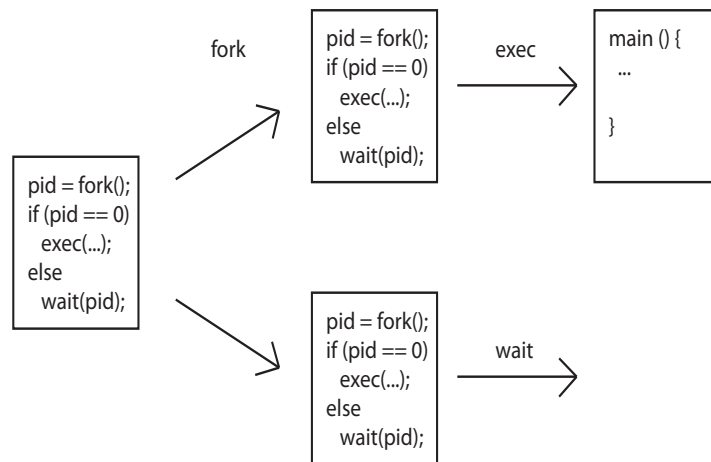 fork
pid = fork();
if (pid == 0)
exec(...);
else
wait(pid);
exec
main () {
...
}
pid = fork();
if (pid == 0)
exec(...);
else
wait(pid);
pid = fork();
if (pid == 0)
exec(...);
else
wait(pid);
wait